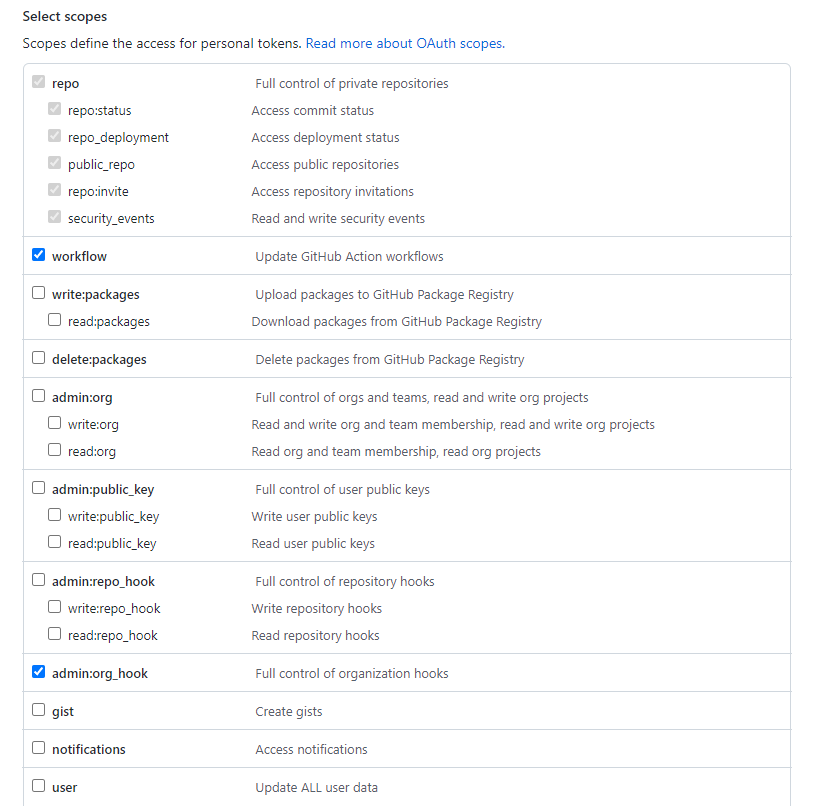 Select scopes
Scopes define the access for personal tokens. Read more about OAuth scopes.
repo Full control of private repositories
repo:status Access commit status
repo_deployment Access deployment status
public_repo Access public repositories
repo:invite Access repository invitations
security_events Read and write security events
workflow Update GitHub Action workflows
write:packages Upload packages to GitHub Package Registry
read:packages Download packages from GitHub Package Registry
delete:packages Delete packages from GitHub Package Registry
admin:org Full control of orgs and teams, read and write org projects
write:org Read and write org and team membership, read and write org projects
read:org Read org and team membership, read org projects
admin:public_key Full control of user public keys
write:public_key Write user public keys
read:public_key Read user public keys
admin:repo_hook Full control of repository hooks
write:repo_hook Write repository hooks
read:repo_hook Read repository hooks
admin:org_hook Full control of organization hooks
gist Create gists
notifications Access notifications
user Update ALL user data